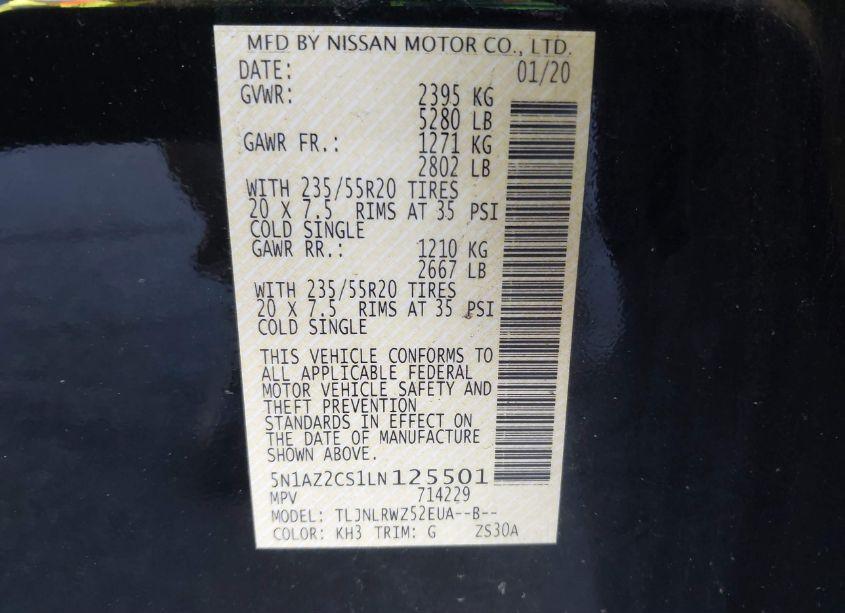 MFD BY NISSAN MOTOR CO., LTD.
DATE: 01/20
GVWR: 2395 KG
5280 LB
GAWR FR.: 1271 KG
2802 LB
WITH 235/55R20 TIRES
20 X 7.5 RIMS AT 35 PSI
COLD SINGLE
GAWR RR.: 1210 KG
2667 LB
WITH 235/55R20 TIRES
20 X 7.5 RIMS AT 35 PSI
COLD SINGLE
THIS VEHICLE CONFORMS TO
ALL APPLICABLE FEDERAL
MOTOR VEHICLE SAFETY AND
THEFT PREVENTION
STANDARDS IN EFFECT ON
THE DATE OF MANUFACTURE
SHOWN ABOVE.
5N1AZ2CS1LN125501
MPV 714229
MODEL: TLJNLRWZ52EUA--B--
COLOR: KH3 TRIM: G ZS30A